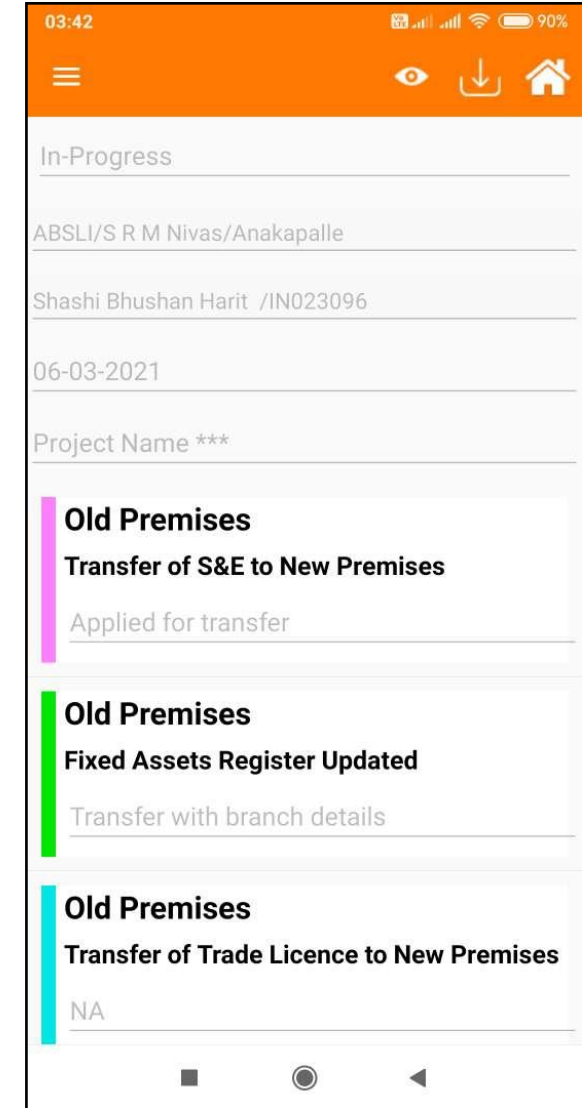 03:42
Vo LTE 90%
In-Progress
ABSLI/S R M Nivas/Anakapalle
Shashi Bhushan Harit /IN023096
06-03-2021
Project Name ***
Old Premises
Transfer of S&E to New Premises
Applied for transfer
Old Premises
Fixed Assets Register Updated
Transfer with branch details
Old Premises
Transfer of Trade Licence to New Premises
NA